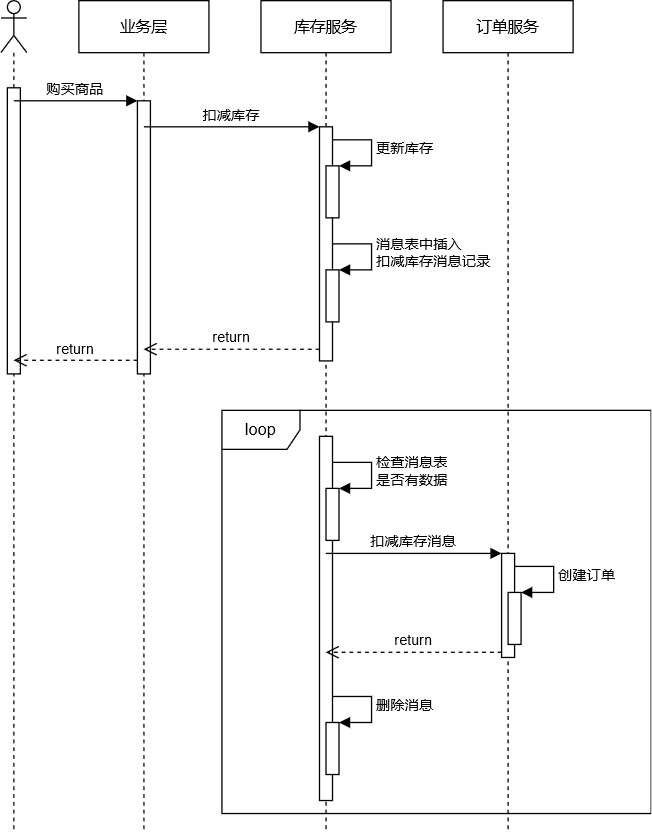 业务层
库存服务
订单服务
购买商品
扣减库存
更新库存
消息表中插入
扣减库存消息记录
return
return
loop
检查消息表
是否有数据
扣减库存消息
创建订单
return
删除消息